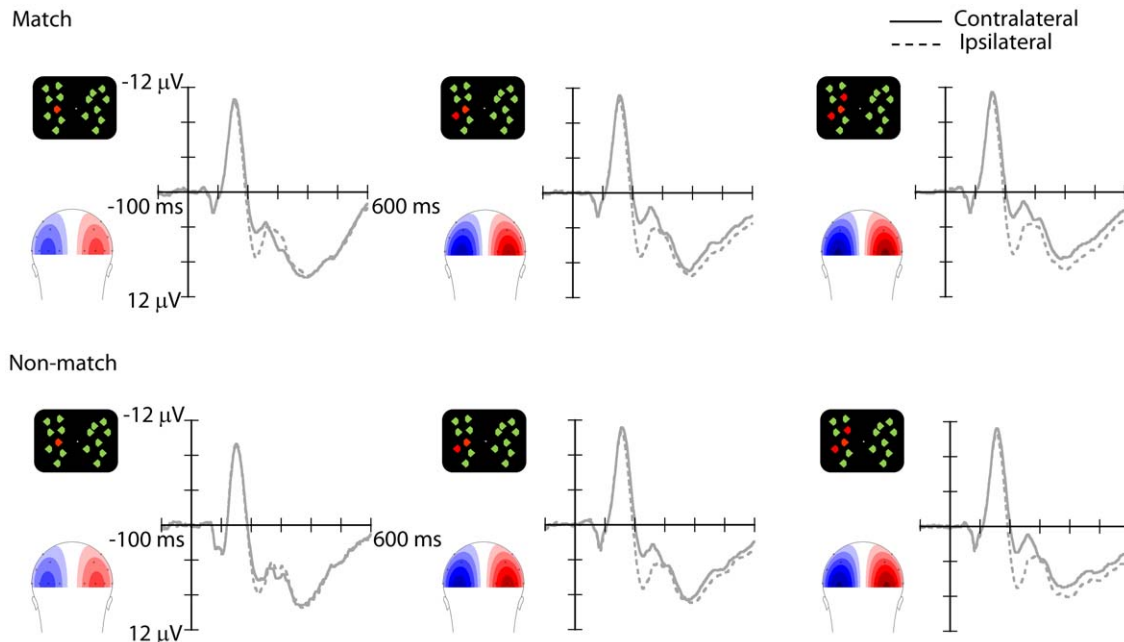 Match
Contralateral
Ipsilateral
-12 μV
-100 ms
600 ms
12 μV
Non-match
-12 μV
-100 ms
600 ms
12 μV